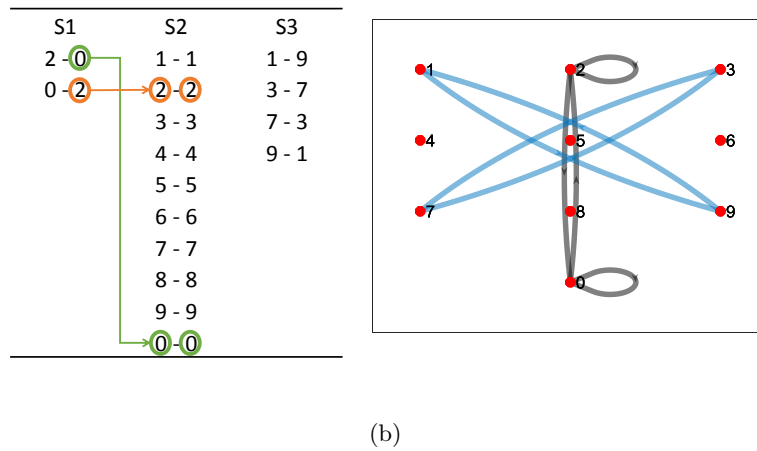 S1 S2 S3
2 - 0 1 - 1 1 - 9
0 - 2 2 - 2 3 - 7
3 - 3 7 - 3
4 - 4 9 - 1
5 - 5
6 - 6
7 - 7
8 - 8
9 - 9
0 - 0
1 2 3
4 5 6
7 8 9
0
(b)